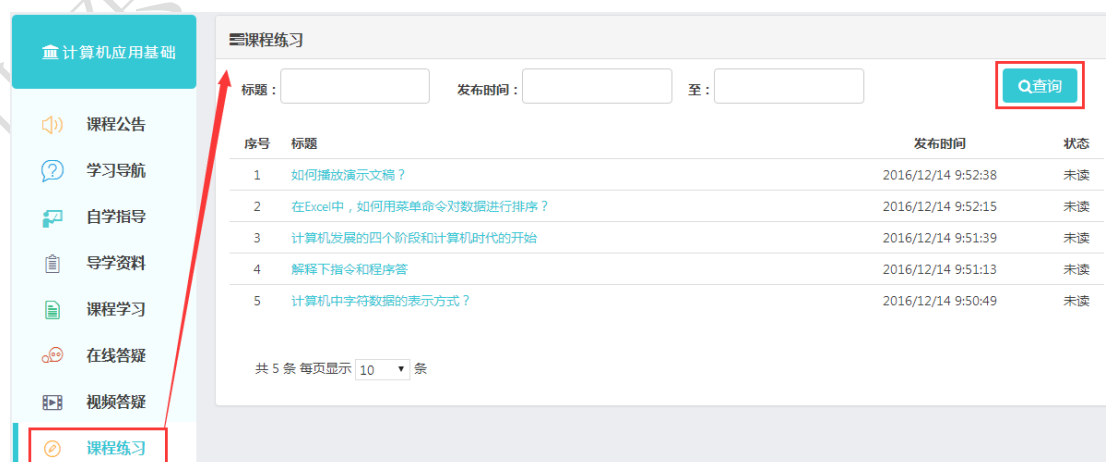 计算机应用基础
课程公告
学习导航
自学指导
导学资料
课程学习
在线答疑
视频答疑
课程练习
课程练习
标题： 发布时间： 至： 查询
序号 标题 发布时间 状态
1 如何播放演示文稿？ 2016/12/14 9:52:38 未读
2 在Excel中，如何用菜单命令对数据进行排序？ 2016/12/14 9:52:15 未读
3 计算机发展的四个阶段和计算机时代的开始 2016/12/14 9:51:39 未读
4 解释下指令和程序答 2016/12/14 9:51:13 未读
5 计算机中字符数据的表示方式？ 2016/12/14 9:50:49 未读
共 5 条 每页显示 10 条